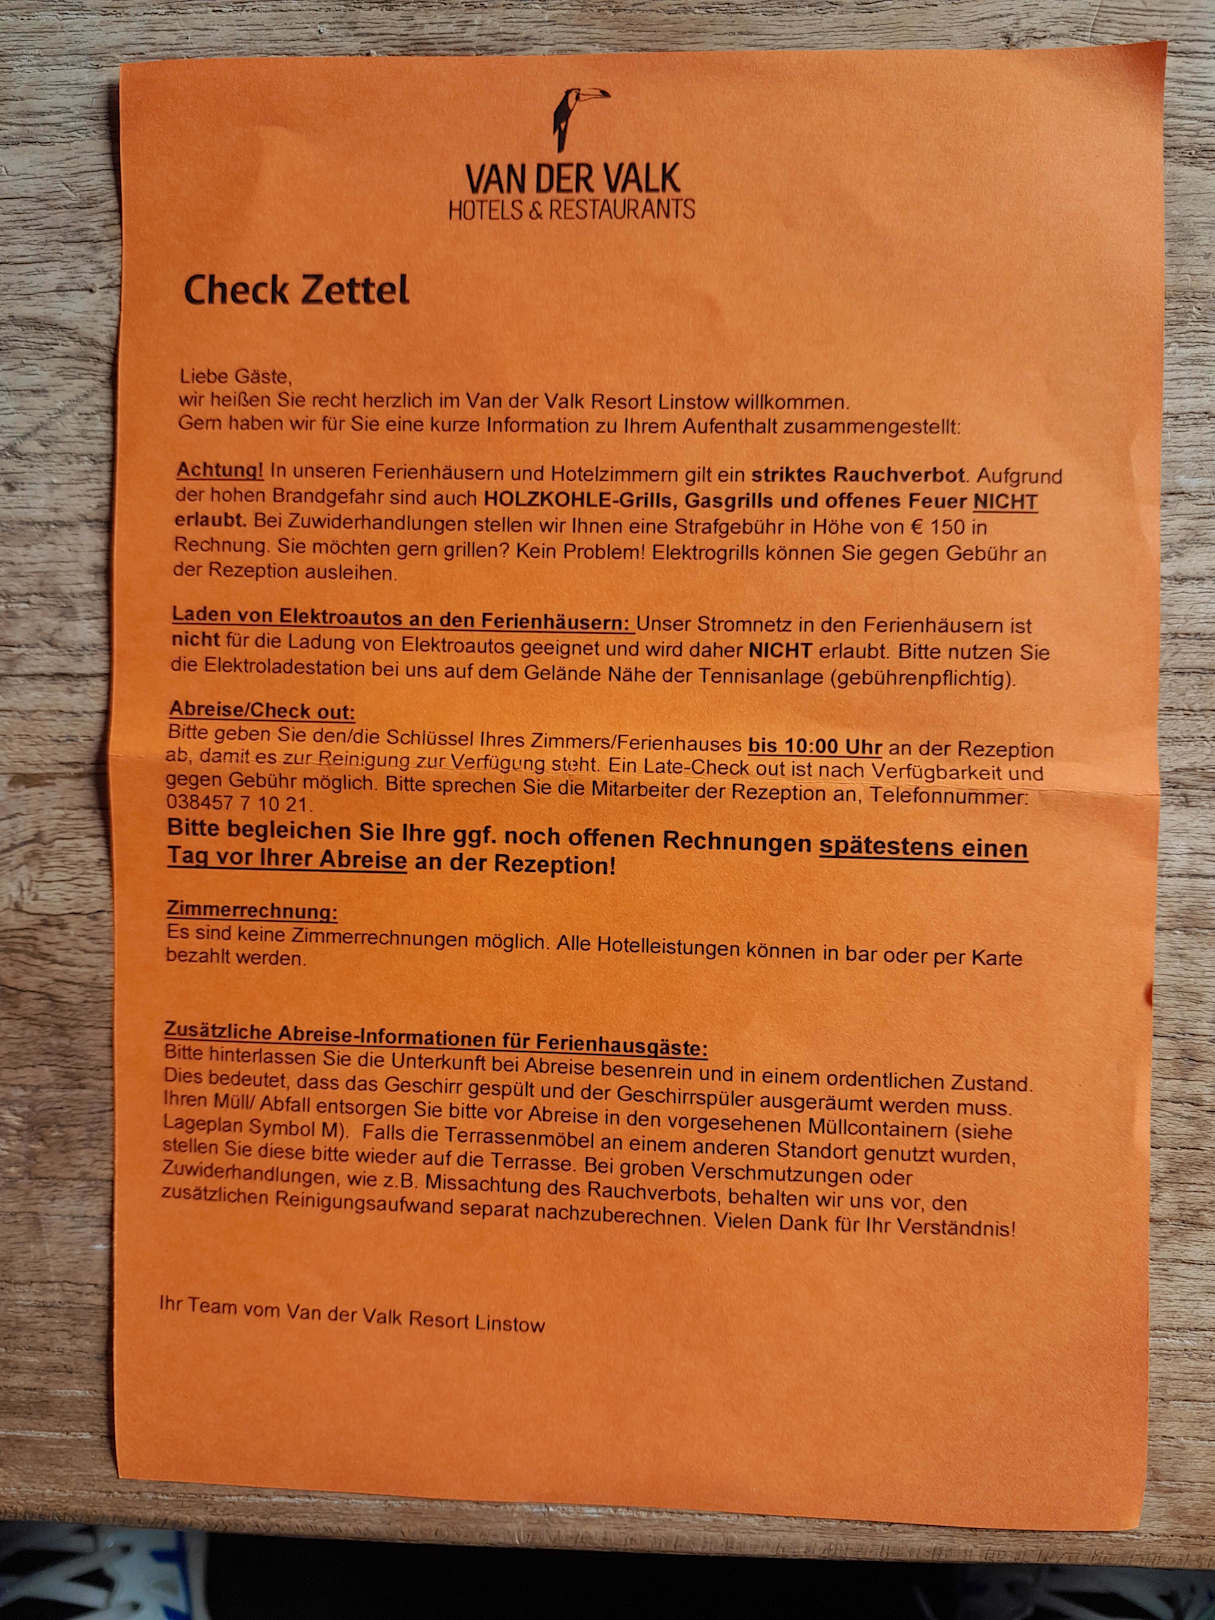 VAN DER VALK
HOTELS & RESTAURANTS
Check Zettel
Liebe Gäste,
wir heißen Sie recht herzlich im Van der Valk Resort Linstow willkommen.
Gern haben wir für Sie eine kurze Information zu Ihrem Aufenthalt zusammengestellt:
Achtung! In unseren Ferienhäusern und Hotelzimmern gilt ein striktes Rauchverbot. Aufgrund
der hohen Brandgefahr sind auch HOLZKOHLE-Grills, Gasgrills und offenes Feuer NICHT
erlaubt. Bei Zuwiderhandlungen stellen wir Ihnen eine Strafgebühr in Höhe von € 150 in
Rechnung. Sie möchten gern grillen? Kein Problem! Elektrogrills können Sie gegen Gebühr an
der Rezeption ausleihen.
Laden von Elektroautos an den Ferienhäusern: Unser Stromnetz in den Ferienhäusern ist
nicht für die Ladung von Elektroautos geeignet und wird daher NICHT erlaubt. Bitte nutzen Sie
die Elektroladestation bei uns auf dem Gelände Nähe der Tennisanlage (gebührenpflichtig).
Abreise/Check out:
Bitte geben Sie den/die Schlüssel Ihres Zimmers/Ferienhauses bis 10:00 Uhr an der Rezeption
ab, damit es zur Reinigung zur Verfügung steht. Ein Late-Check out ist nach Verfügbarkeit und
gegen Gebühr möglich. Bitte sprechen Sie die Mitarbeiter der Rezeption an, Telefonnummer:
038457 7 10 21.
Bitte begleichen Sie Ihre ggf. noch offenen Rechnungen spätestens einen
Tag vor Ihrer Abreise an der Rezeption!
Zimmerrechnung:
Es sind keine Zimmerrechnungen möglich. Alle Hotelleistungen können in bar oder per Karte
bezahlt werden.
Zusätzliche Abreise-Informationen für Ferienhausgäste:
Bitte hinterlassen Sie die Unterkunft bei Abreise besenrein und in einem ordentlichen Zustand.
Dies bedeutet, dass das Geschirr gespült und der Geschirrspüler ausgeräumt werden muss.
Ihren Müll/ Abfall entsorgen Sie bitte vor Abreise in den vorgesehenen Müllcontainern (siehe
Lageplan Symbol M). Falls die Terrassenmöbel an einem anderen Standort genutzt wurden,
stellen Sie diese bitte wieder auf die Terrasse. Bei groben Verschmutzungen oder
Zuwiderhandlungen, wie z.B. Missachtung des Rauchverbots, behalten wir uns vor, den
zusätzlichen Reinigungsaufwand separat nachzuberechnen. Vielen Dank für Ihr Verständnis!
Ihr Team vom Van der Valk Resort Linstow